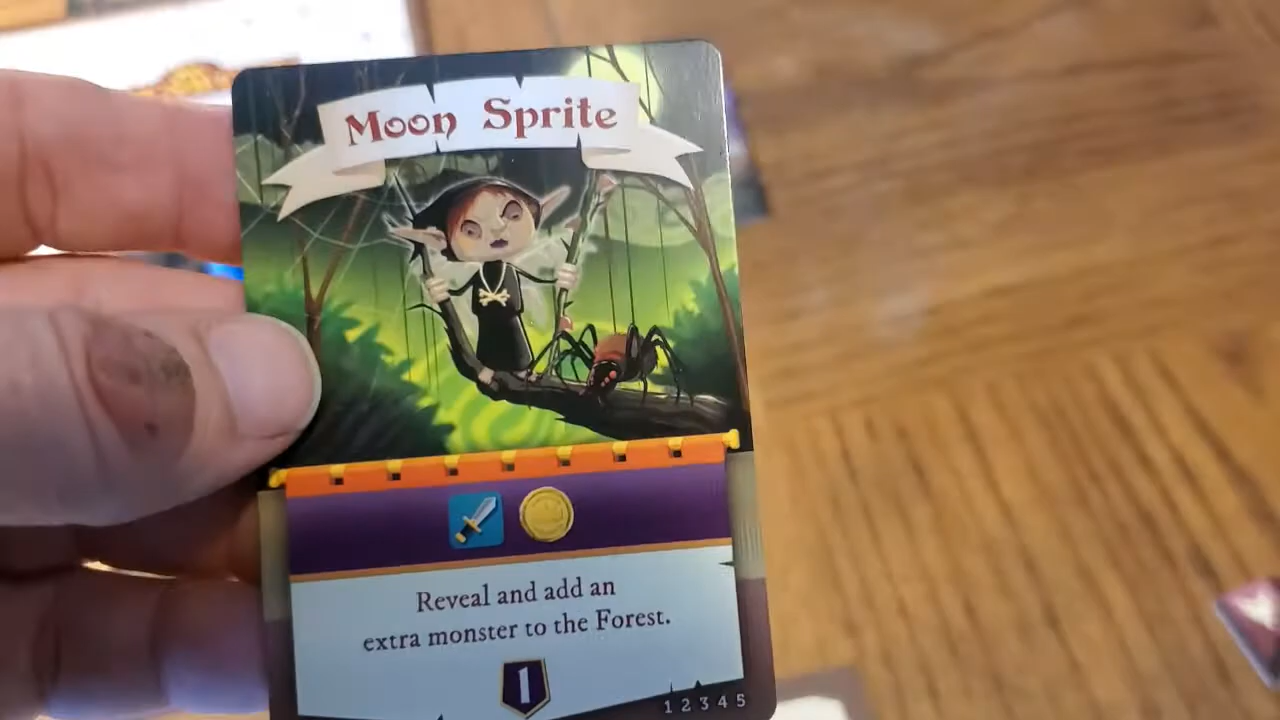 Moon Sprite
Reveal and add an
extra monster to the Forest.
1
1 2 3 4 5